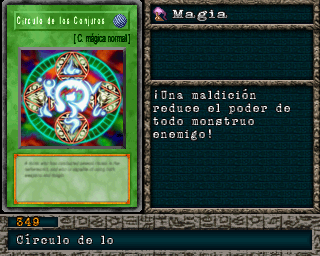 Círculo de los Conjuros
[ C. mágica normal ]
Magia
¡Una maldición
reduce el poder de
todo monstruo
enemigo!
349
Círculo de lo